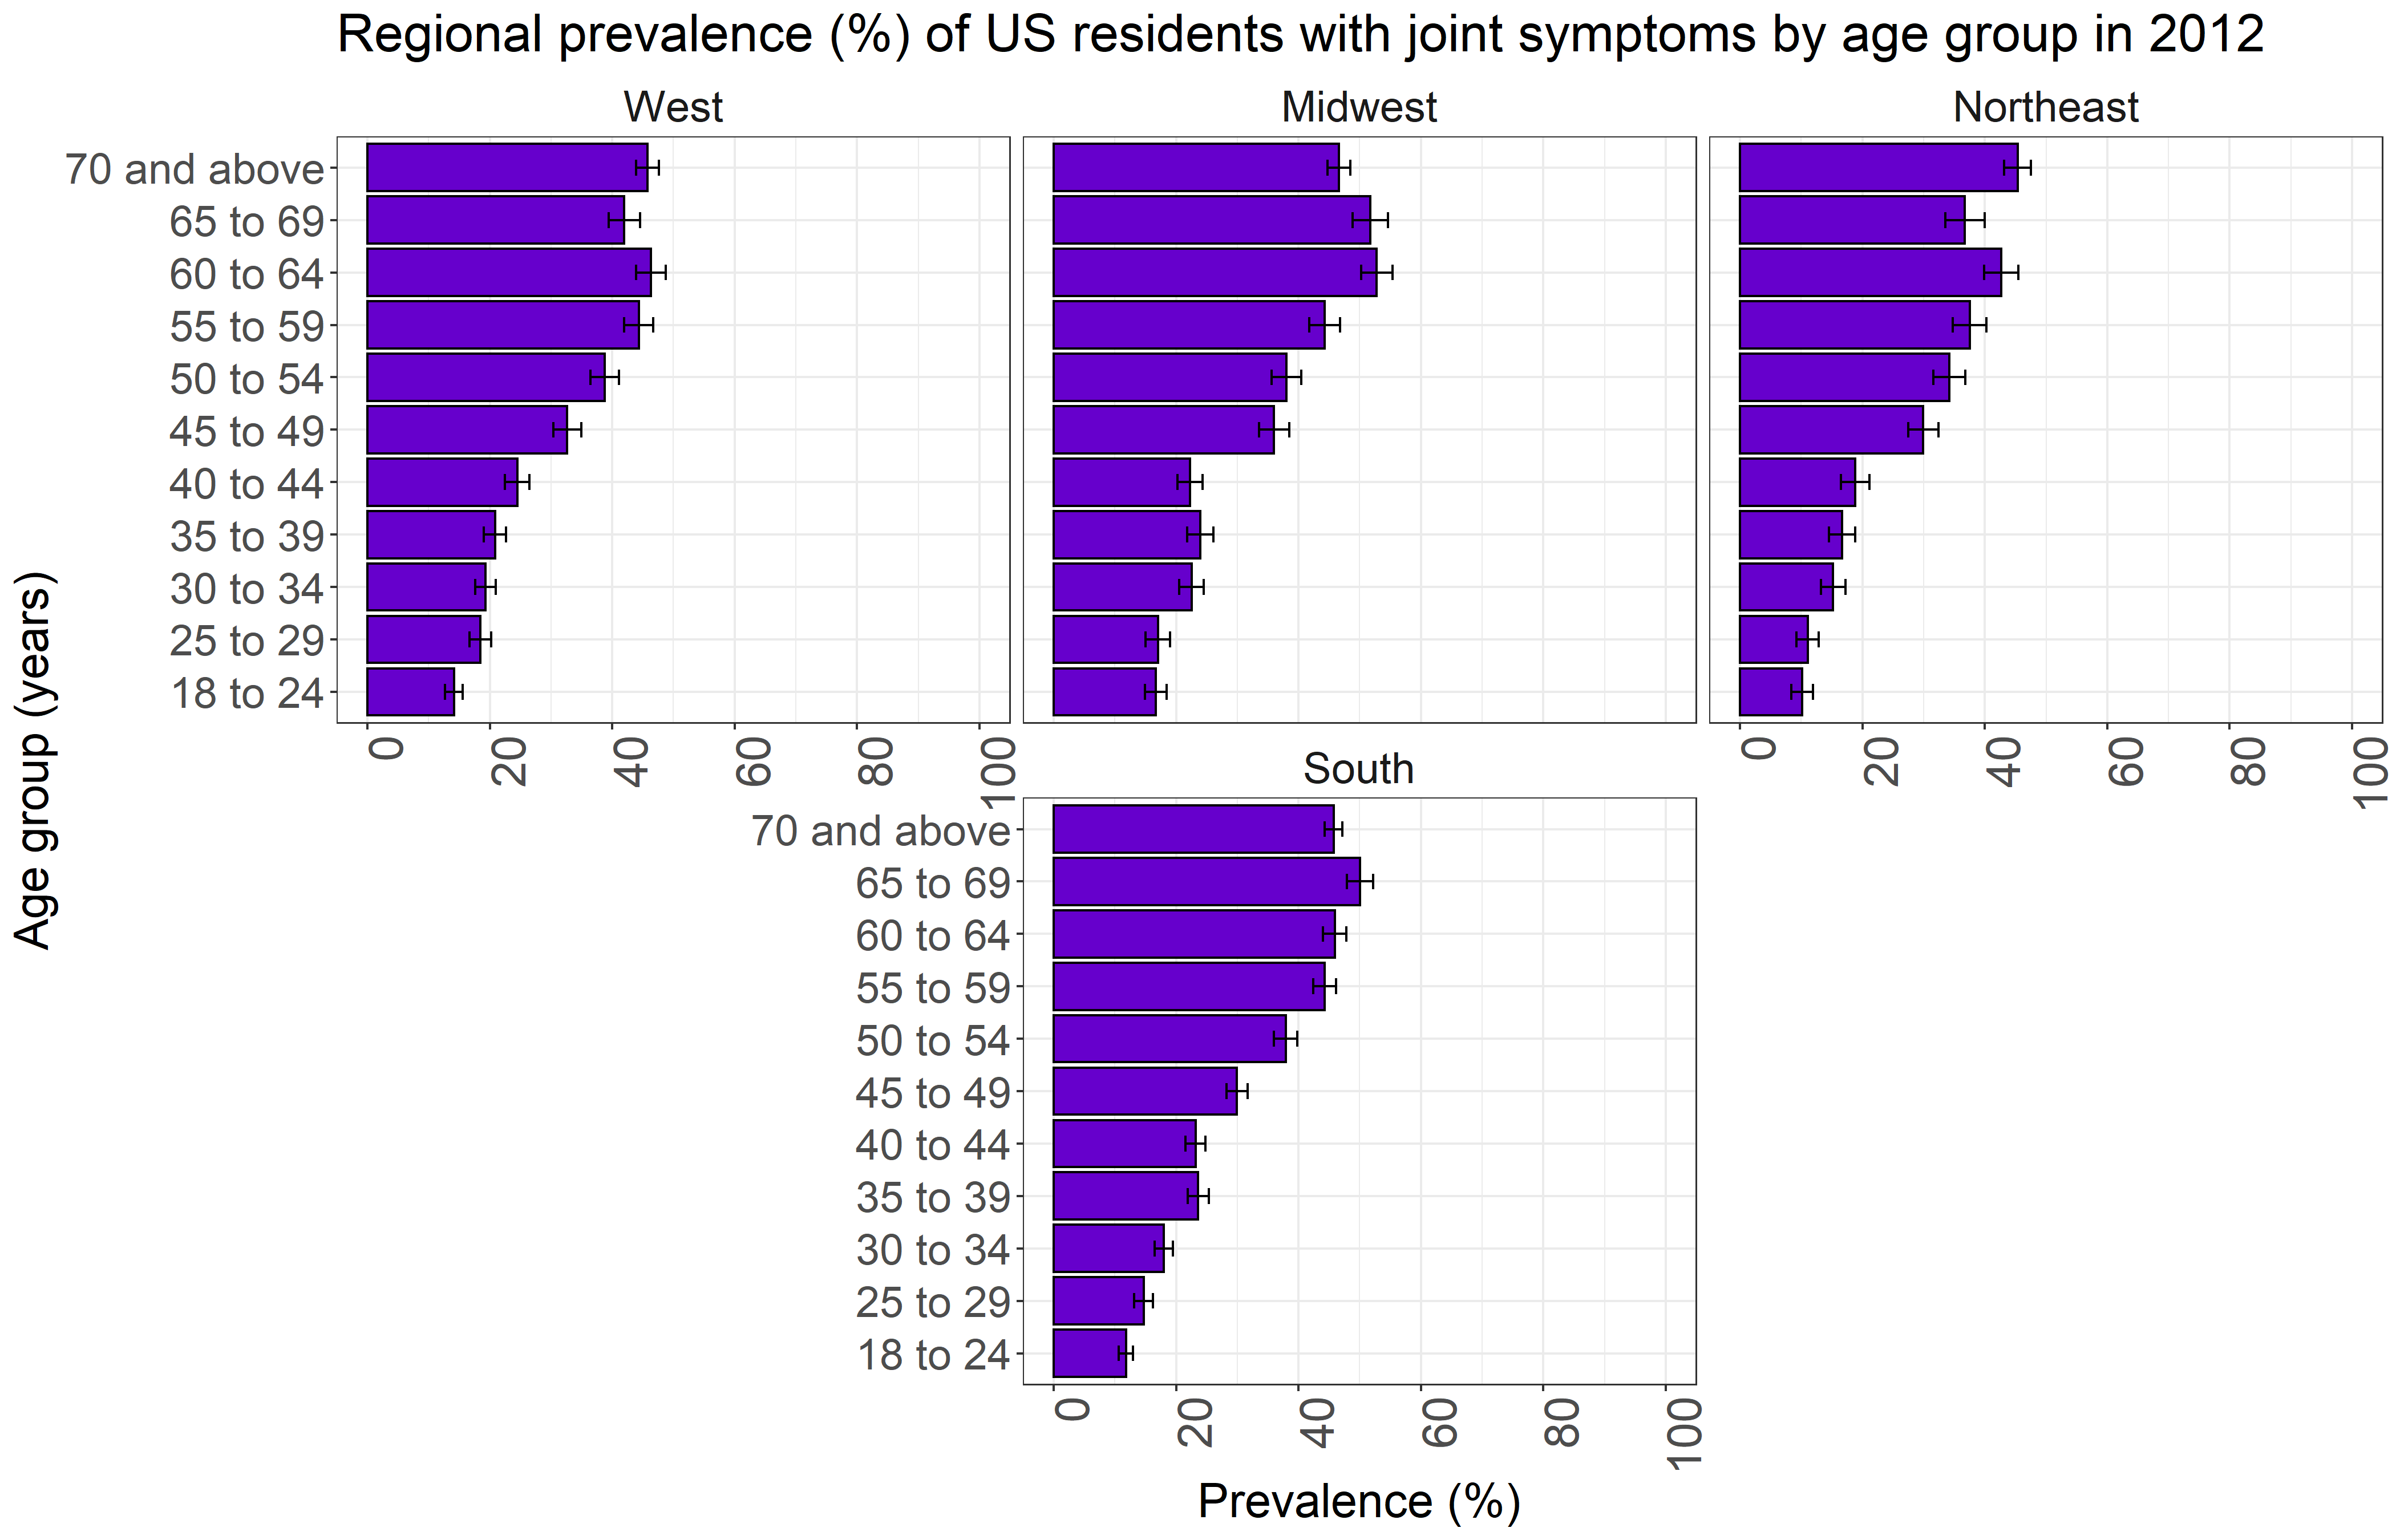 Regional prevalence (%) of US residents with joint symptoms by age group in 2012
West
Midwest
Northeast
70 and above
65 to 69
60 to 64
55 to 59
50 to 54
45 to 49
40 to 44
35 to 39
30 to 34
25 to 29
18 to 24
0 20 40 60 80 100
0 20 40 60 80 100
South
70 and above
65 to 69
60 to 64
55 to 59
50 to 54
45 to 49
40 to 44
35 to 39
30 to 34
25 to 29
18 to 24
0 20 40 60 80 100
Age group (years)
Prevalence (%)